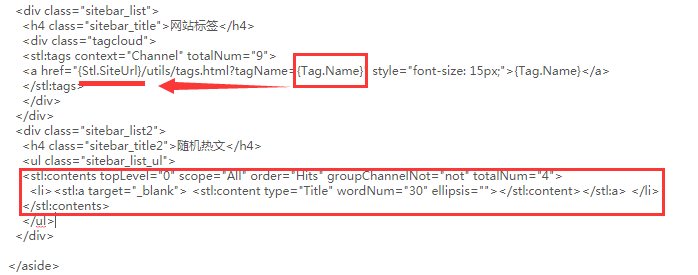 <div class="sitebar_list">
<h4 class="sitebar_title">网站标签</h4>
<div class="tagcloud">
<stl:tags context="Channel" totalNum="9">
<a href="{Stl.SiteUrl}/utils/tags.html?tagName={Tag.Name}" style="font-size: 15px;">{Tag.Name}</a>
</stl:tags>
</div>
</div>
<div class="sitebar_list2">
<h4 class="sitebar_title2">随机热文</h4>
<ul class="sitebar_list_ul">
<stl:contents topLevel="0" scope="All" order="Hits" groupChannelNot="not" totalNum="4">
<li><stl:a target="_blank"> <stl:content type="Title" wordNum="30" ellipsis=""></stl:content></stl:a> </li>
</stl:contents>
</ul>
</div>
</aside>